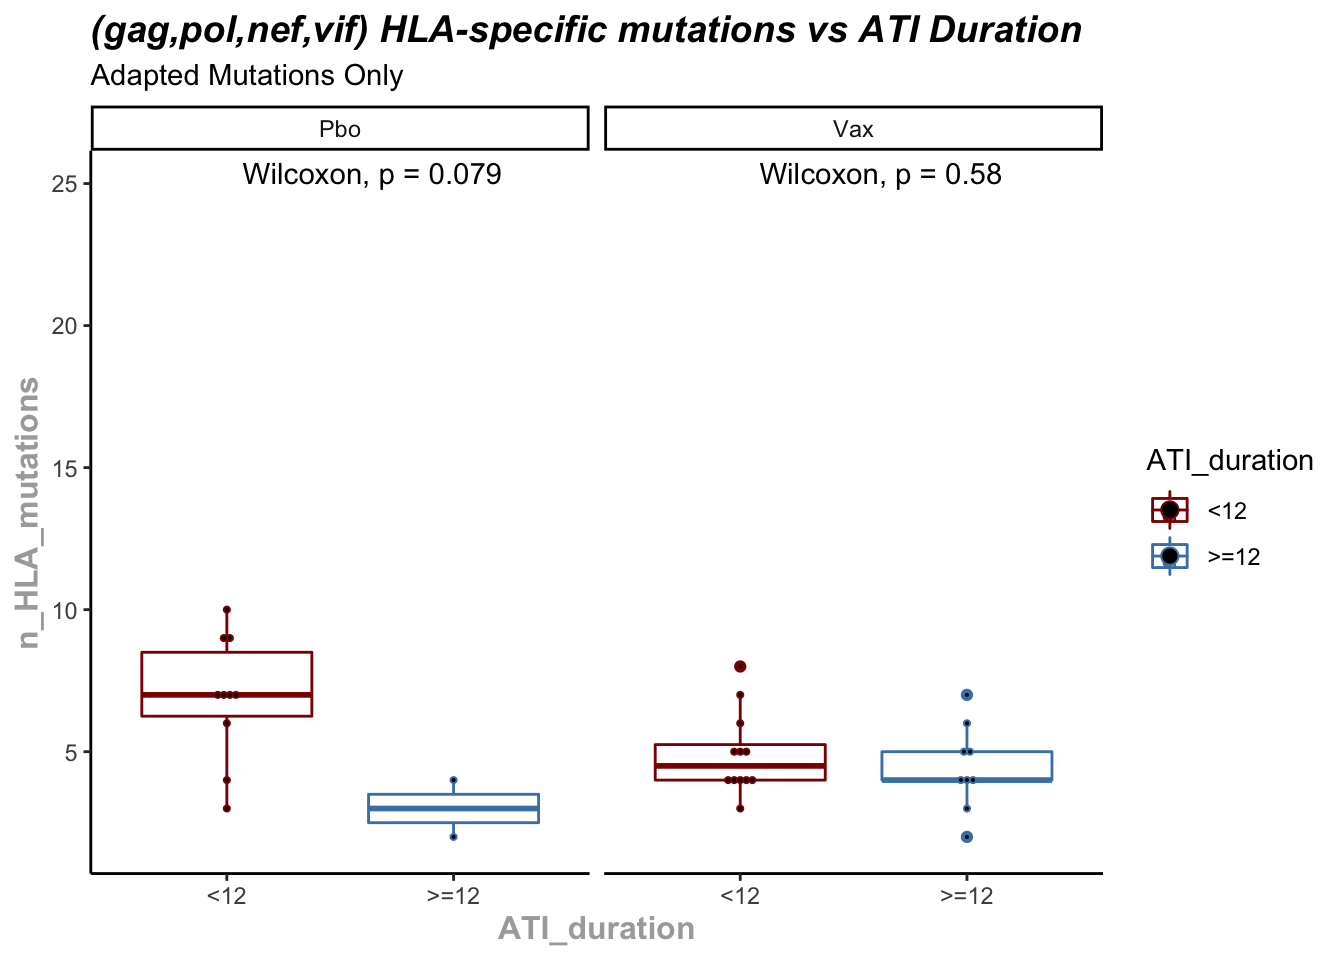 (gag,pol,nef,vif) HLA-specific mutations vs ATI Duration
Adapted Mutations Only
Pbo
Vax
Wilcoxon, p = 0.079
Wilcoxon, p = 0.58
25
20
15
10
5
n_HLA_mutations
<12
>=12
<12
>=12
ATI_duration
ATI_duration
<12
>=12